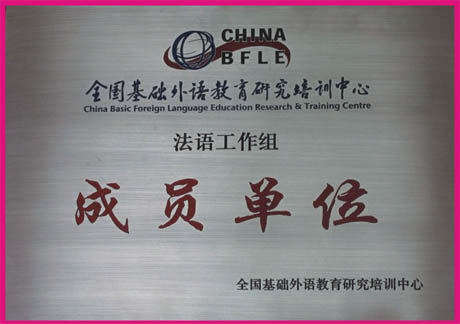 CHINA
BFLE
全国基础外语教育研究培训中心
China Basic Foreign Language Education Research & Training Centre
法语工作组
成员单位
全国基础外语教育研究培训中心